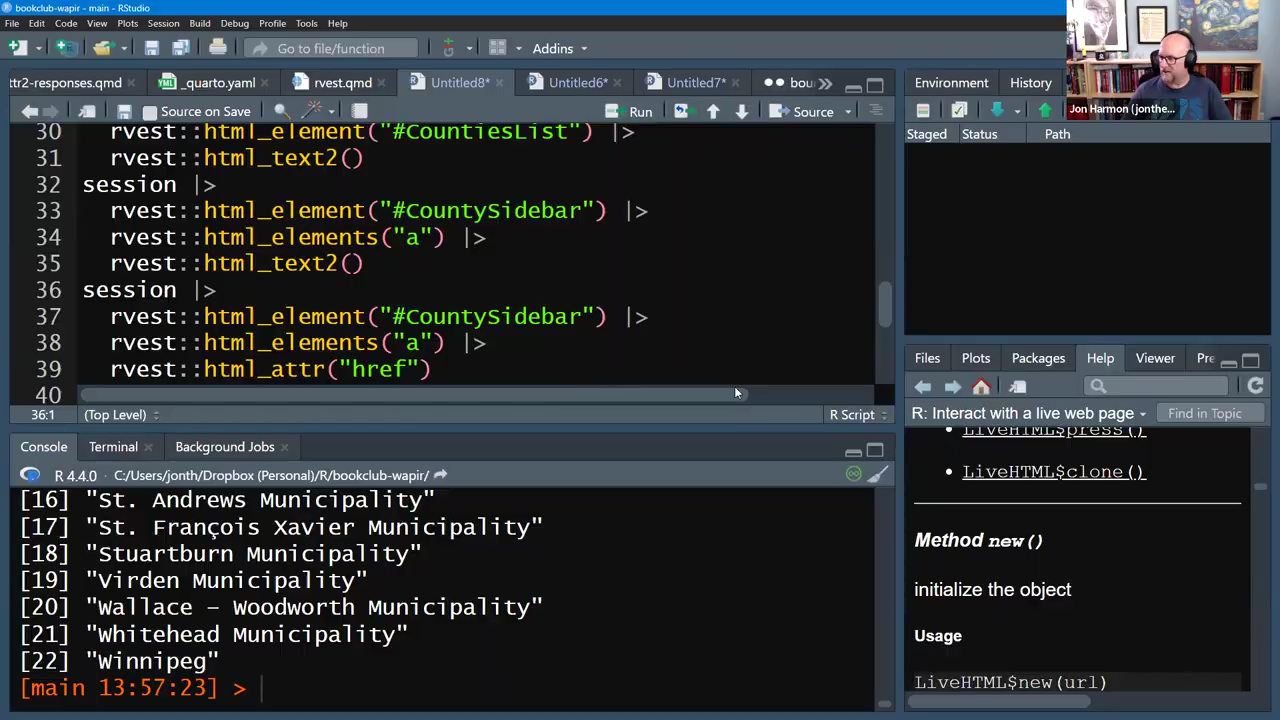 bookclub-wapir - main - RStudio
File Edit Code View Plots Session Build Debug Profile Tools Help
Go to file/function
Addins
Jon Harmon (jonthe...
ttr2-responses.qmd
_quarto.yaml
rvest.qmd
Untitled8*
Untitled6*
Untitled7*
bou
Source on Save
Run
Source
30 rvest::html_element("#CountiesList") |>
31 rvest::html_text2()
32 session |>
33 rvest::html_element("#CountySidebar") |>
34 rvest::html_elements("a") |>
35 rvest::html_text2()
36 session |>
37 rvest::html_element("#CountySidebar") |>
38 rvest::html_elements("a") |>
39 rvest::html_attr("href")
40
36:1 (Top Level) R Script
Console Terminal Background Jobs
R 4.4.0 · C:/Users/jonth/Dropbox (Personal)/R/bookclub-wapir/
[16] "St. Andrews Municipality"
[17] "St. François Xavier Municipality"
[18] "Stuartburn Municipality"
[19] "Virden Municipality"
[20] "Wallace – Woodworth Municipality"
[21] "Whitehead Municipality"
[22] "Winnipeg"
[main 13:57:23] >
Environment History
Staged Status Path
Files Plots Packages Help Viewer Pre
R: Interact with a live web page Find in Topic
LiveHTML$press()
LiveHTML$clone()
Method new()
initialize the object
Usage
LiveHTML$new(url)